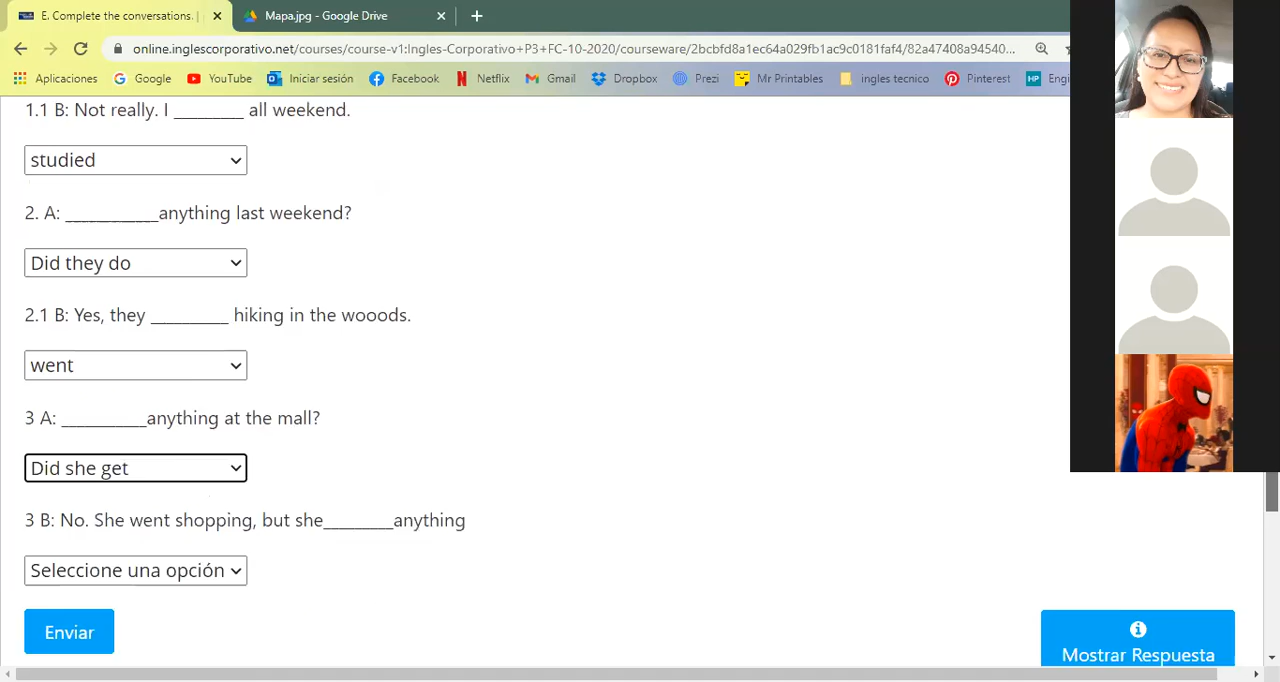 E. Complete the conversations. |
Mapa.jpg - Google Drive
online.inglescorporativo.net/courses/course-v1:Ingles-Corporativo+P3+FC-10-2020/courseware/2bcbfd8a1ec64a029fb1ac9c0181faf4/82a47408a94540...
Aplicaciones Google YouTube Iniciar sesión Facebook Netflix Gmail Dropbox Prezi Mr Printables ingles tecnico Pinterest Engl
1.1 B: Not really. I ________ all weekend.
studied
2. A: ___________anything last weekend?
Did they do
2.1 B: Yes, they _________ hiking in the wooods.
went
3 A: __________anything at the mall?
Did she get
3 B: No. She went shopping, but she________anything
Seleccione una opción
Enviar
Mostrar Respuesta